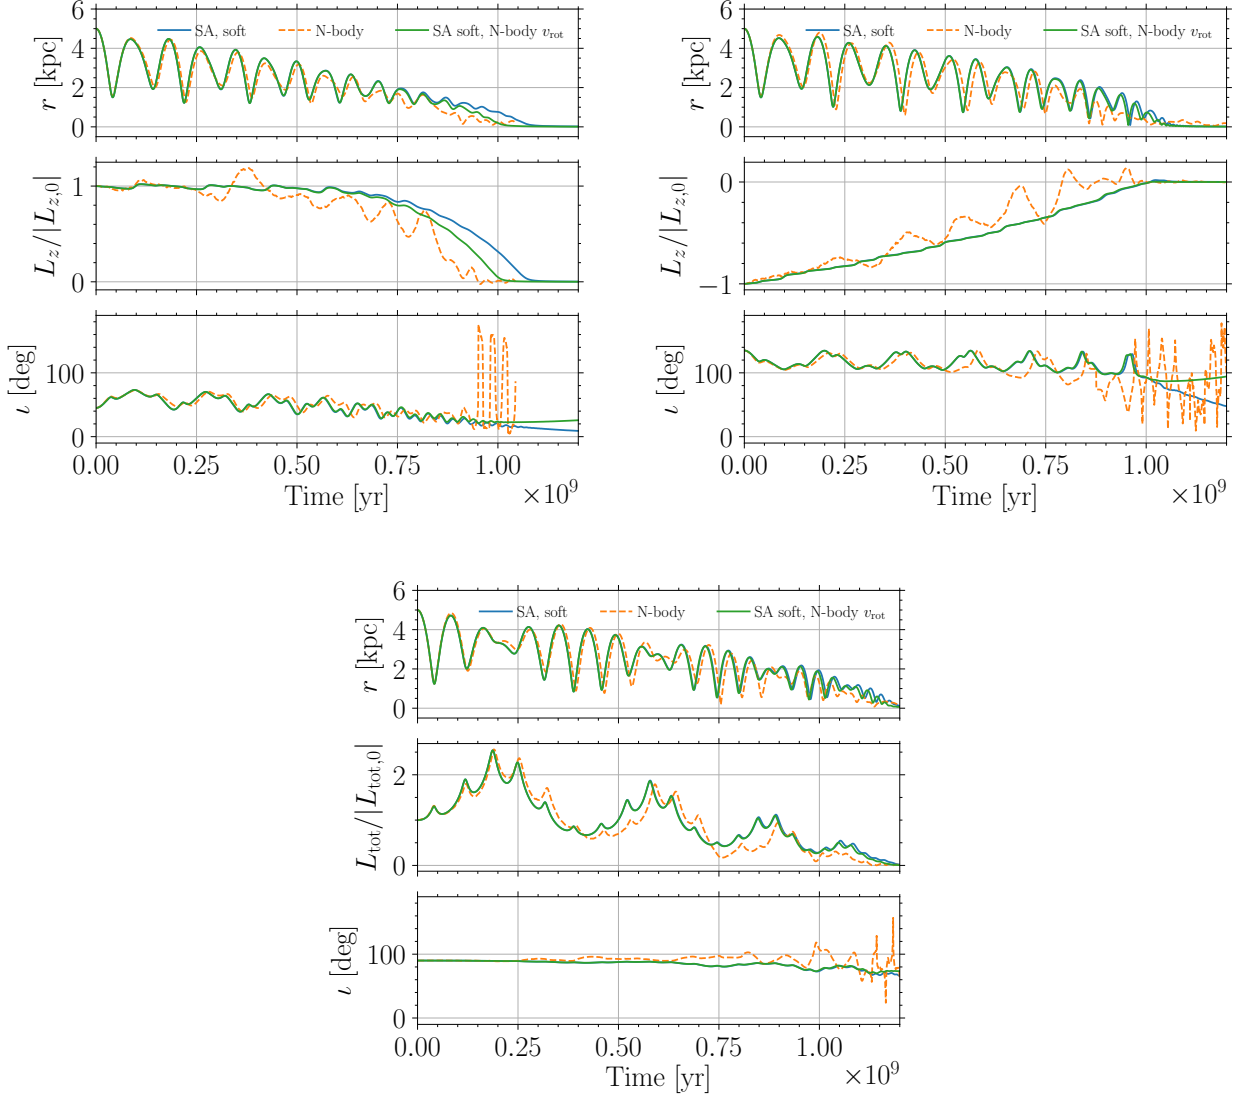 SA, soft N-body SA soft, N-body v_rot
r [kpc]
6
4
2
0
L_z/|L_{z,0}|
1
0
ι [deg]
100
0
0.00 0.25 0.50 0.75 1.00
Time [yr] ×10^9
SA, soft N-body SA soft, N-body v_rot
r [kpc]
6
4
2
0
L_z/|L_{z,0}|
0
−1
ι [deg]
100
0
0.00 0.25 0.50 0.75 1.00
Time [yr] ×10^9
SA, soft N-body SA soft, N-body v_rot
r [kpc]
6
4
2
0
L_tot/|L_{tot,0}|
2
0
ι [deg]
100
0
0.00 0.25 0.50 0.75 1.00
Time [yr] ×10^9